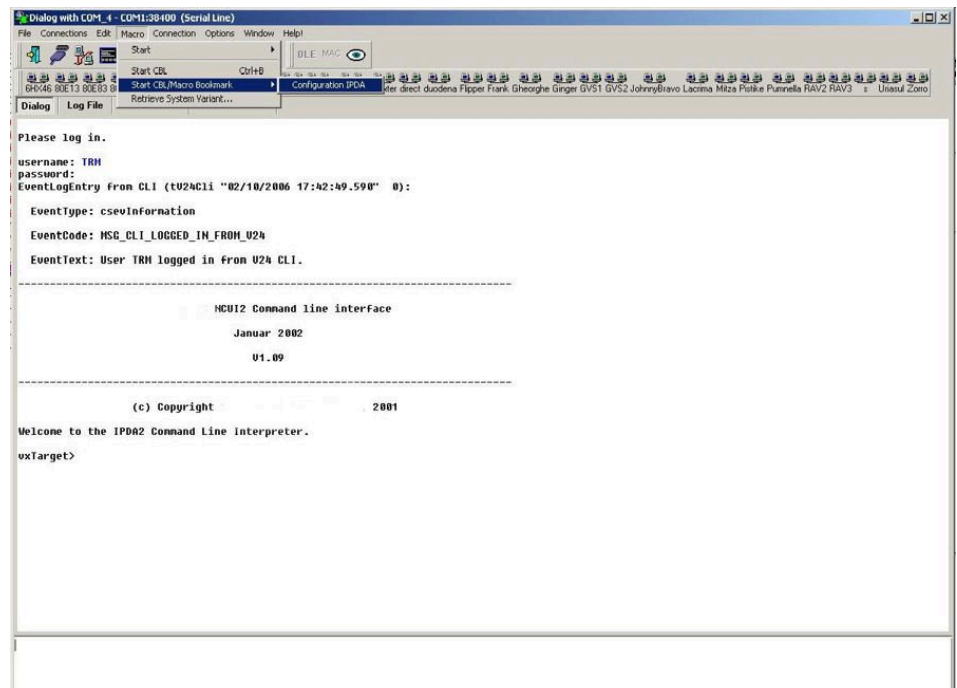 Dialog with COM_4 - COM1:38400 (Serial Line)
File Connections Edit Macro Connection Options Window Help!
Start
Start CBL Ctrl+B
Start CBL/Macro Bookmark
Configuration IPDA
Retrieve System Variant...
DLE MAC
6HX46 80E13 80E83 direct duodena Flipper Frank Gheorghe Ginger GVS1 GVS2 JohnnyBravo Lacrima Mitza Pistike Pumnella RAV2 RAV3 s Uriasul Zorro
Dialog Log File
Please log in.
username: TRM
password:
EventLogEntry from CLI (tV24Cli "02/10/2006 17:42:49.590" 0):
EventType: csevInformation
EventCode: MSG_CLI_LOGGED_IN_FROM_V24
EventText: User TRM logged in from V24 CLI.
NCUI2 Command line interface
Januar 2002
V1.09
(c) Copyright 2001
Welcome to the IPDA2 Command Line Interpreter.
vxTarget>